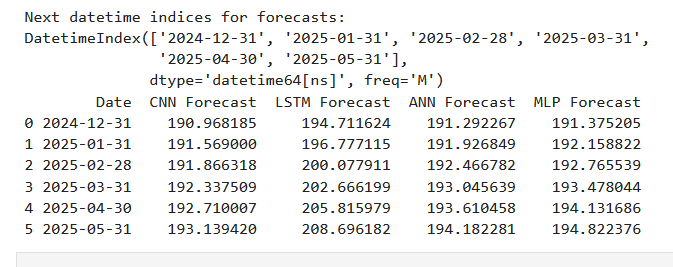 Next datetime indices for forecasts:
DatetimeIndex(['2024-12-31', '2025-01-31', '2025-02-28', '2025-03-31',
               '2025-04-30', '2025-05-31'],
              dtype='datetime64[ns]', freq='M')
        Date  CNN Forecast  LSTM Forecast  ANN Forecast  MLP Forecast
0 2024-12-31    190.968185     194.711624    191.292267    191.375205
1 2025-01-31    191.569000     196.777115    191.926849    192.158822
2 2025-02-28    191.866318     200.077911    192.466782    192.765539
3 2025-03-31    192.337509     202.666199    193.045639    193.478044
4 2025-04-30    192.710007     205.815979    193.610458    194.131686
5 2025-05-31    193.139420     208.696182    194.182281    194.822376